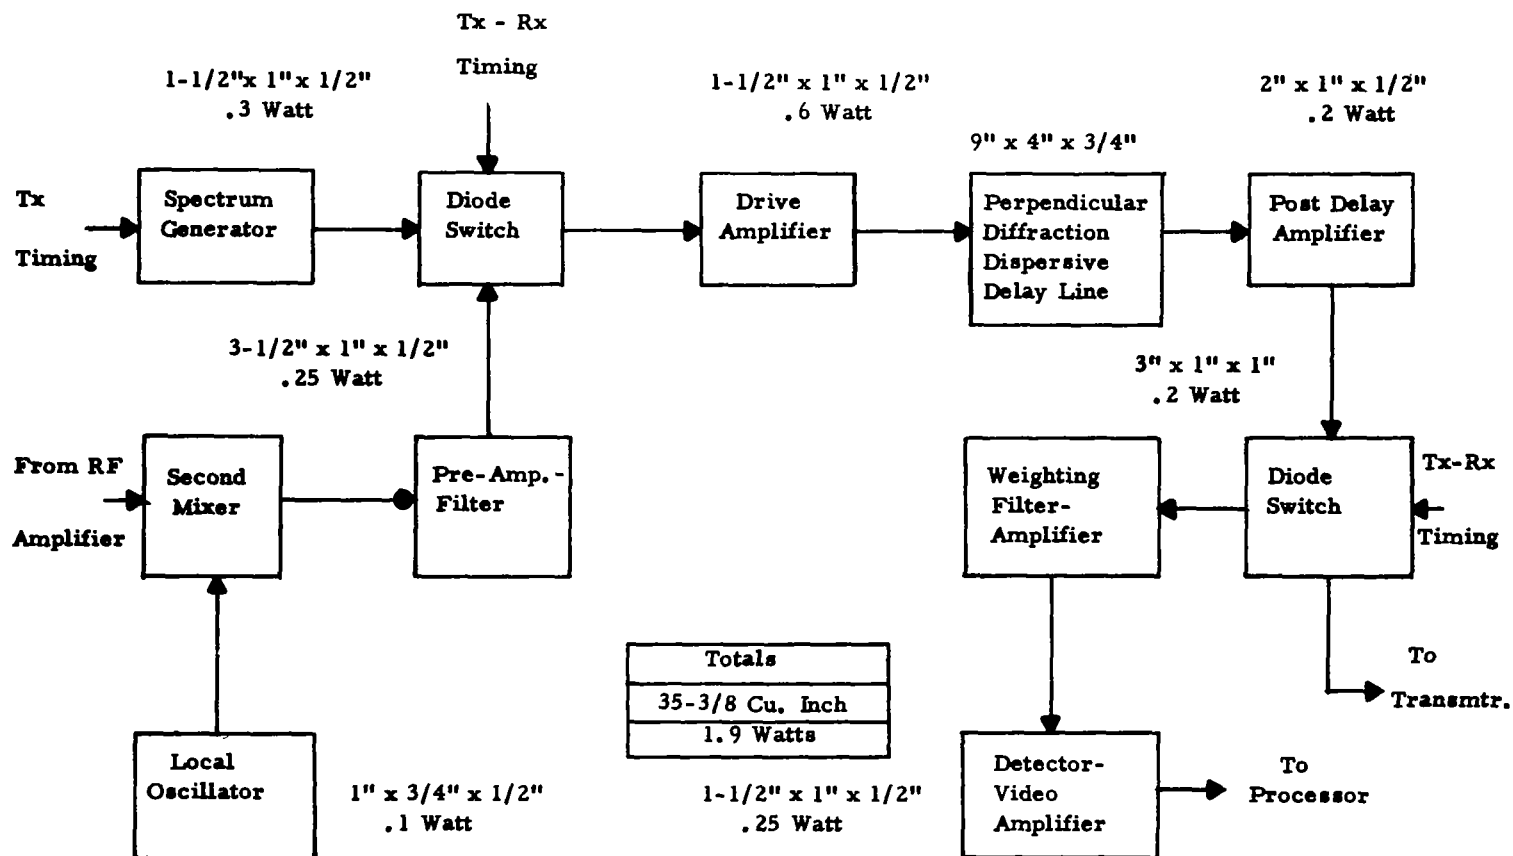 Tx - Rx
Timing
1-1/2"x 1" x 1/2"
.3 Watt
1-1/2" x 1" x 1/2"
.6 Watt
2" x 1" x 1/2"
.2 Watt
9" x 4" x 3/4"
Tx
Timing
Spectrum
Generator
Diode
Switch
Drive
Amplifier
Perpendicular
Diffraction
Dispersive
Delay Line
Post Delay
Amplifier
3-1/2" x 1" x 1/2"
.25 Watt
3" x 1" x 1"
.2 Watt
From RF
Amplifier
Second
Mixer
Pre-Amp.-
Filter
Weighting
Filter-
Amplifier
Diode
Switch
Tx-Rx
Timing
To
Transmtr.
Totals
35-3/8 Cu. Inch
1.9 Watts
Local
Oscillator
1" x 3/4" x 1/2"
.1 Watt
1-1/2" x 1" x 1/2"
.25 Watt
Detector-
Video
Amplifier
To
Processor